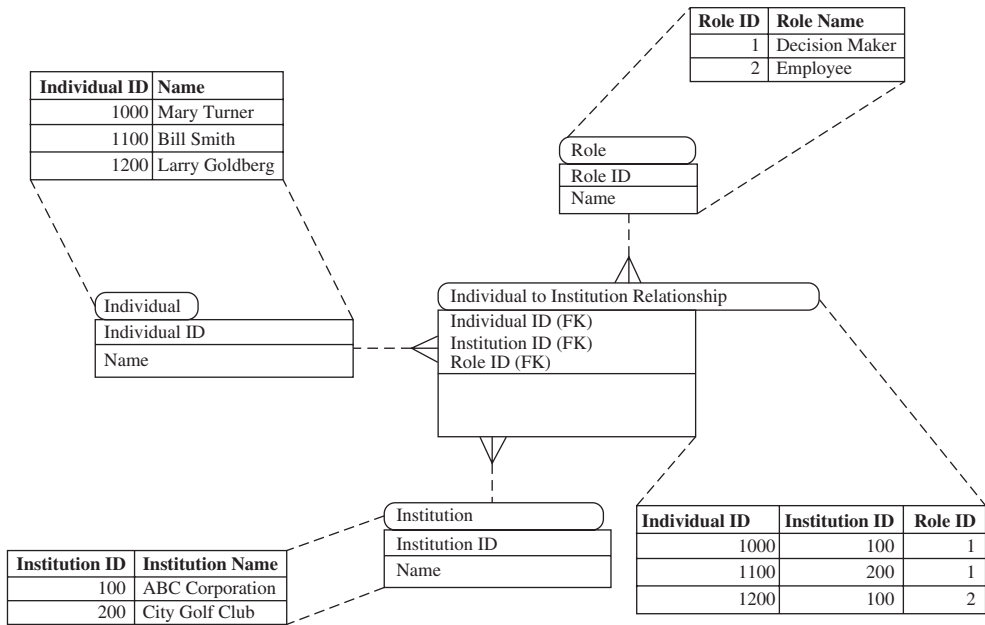 Role ID Role Name
1 Decision Maker
2 Employee
Individual ID Name
1000 Mary Turner
1100 Bill Smith
1200 Larry Goldberg
Role
Role ID
Name
Individual
Individual ID
Name
Individual to Institution Relationship
Individual ID (FK)
Institution ID (FK)
Role ID (FK)
Institution
Institution ID
Name
Institution ID Institution Name
100 ABC Corporation
200 City Golf Club
Individual ID Institution ID Role ID
1000 100 1
1100 200 1
1200 100 2